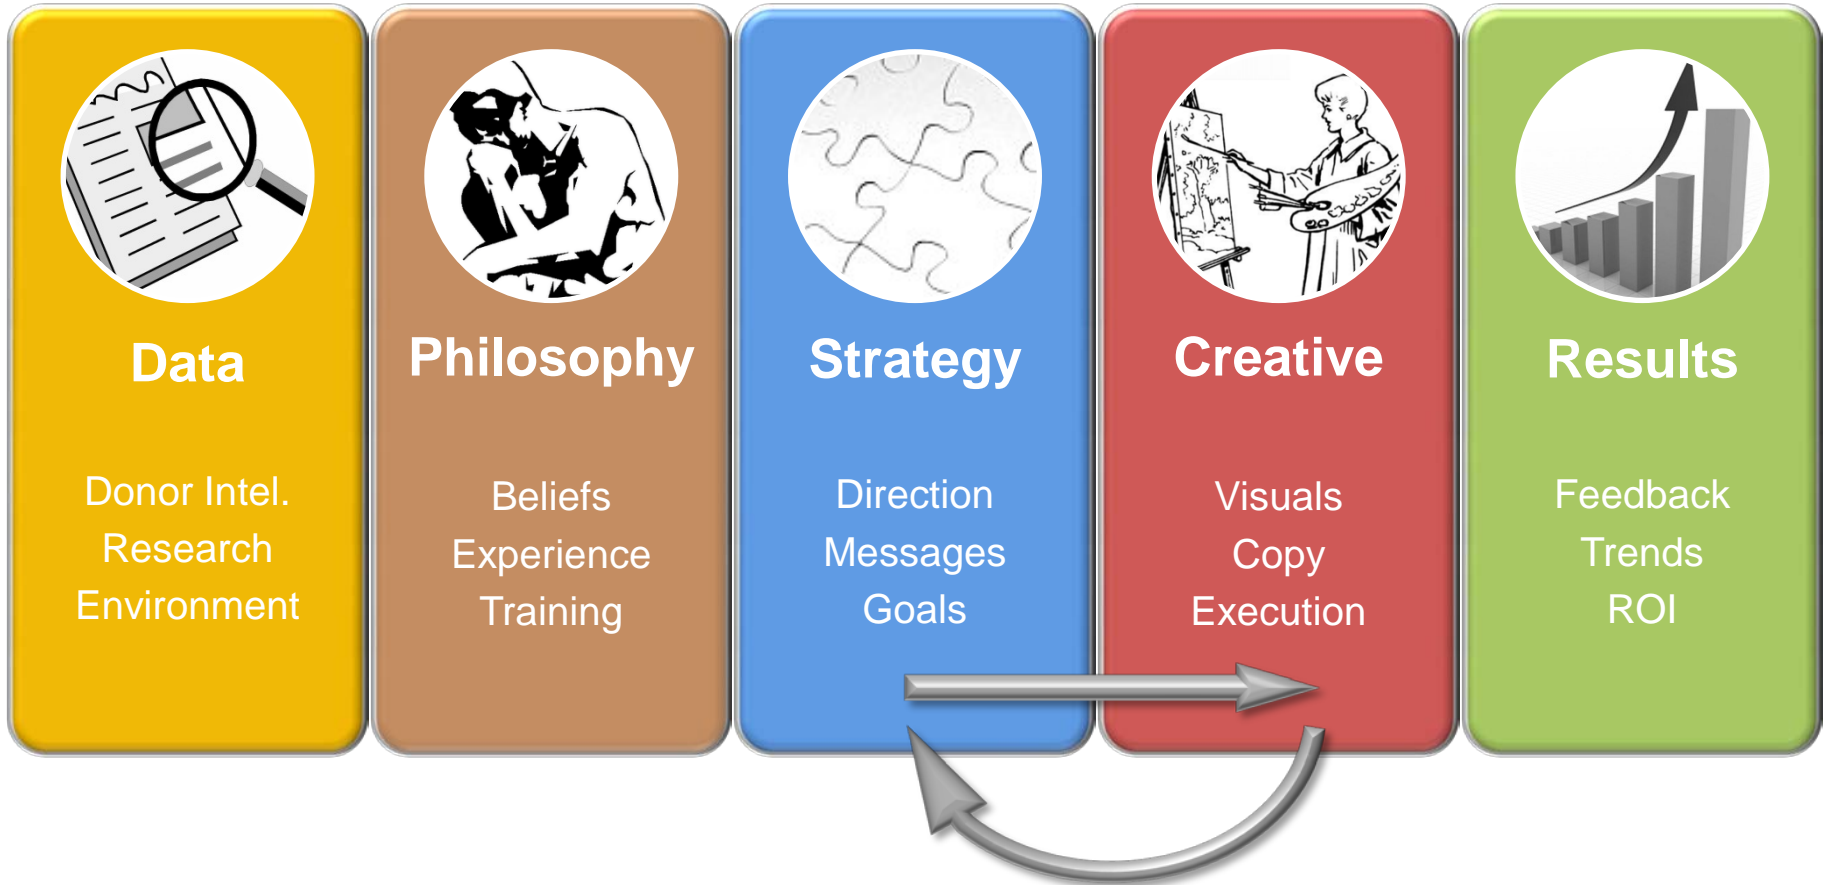 Data
Donor Intel.
Research
Environment
Philosophy
Beliefs
Experience
Training
Strategy
Direction
Messages
Goals
Creative
Visuals
Copy
Execution
Results
Feedback
Trends
ROI